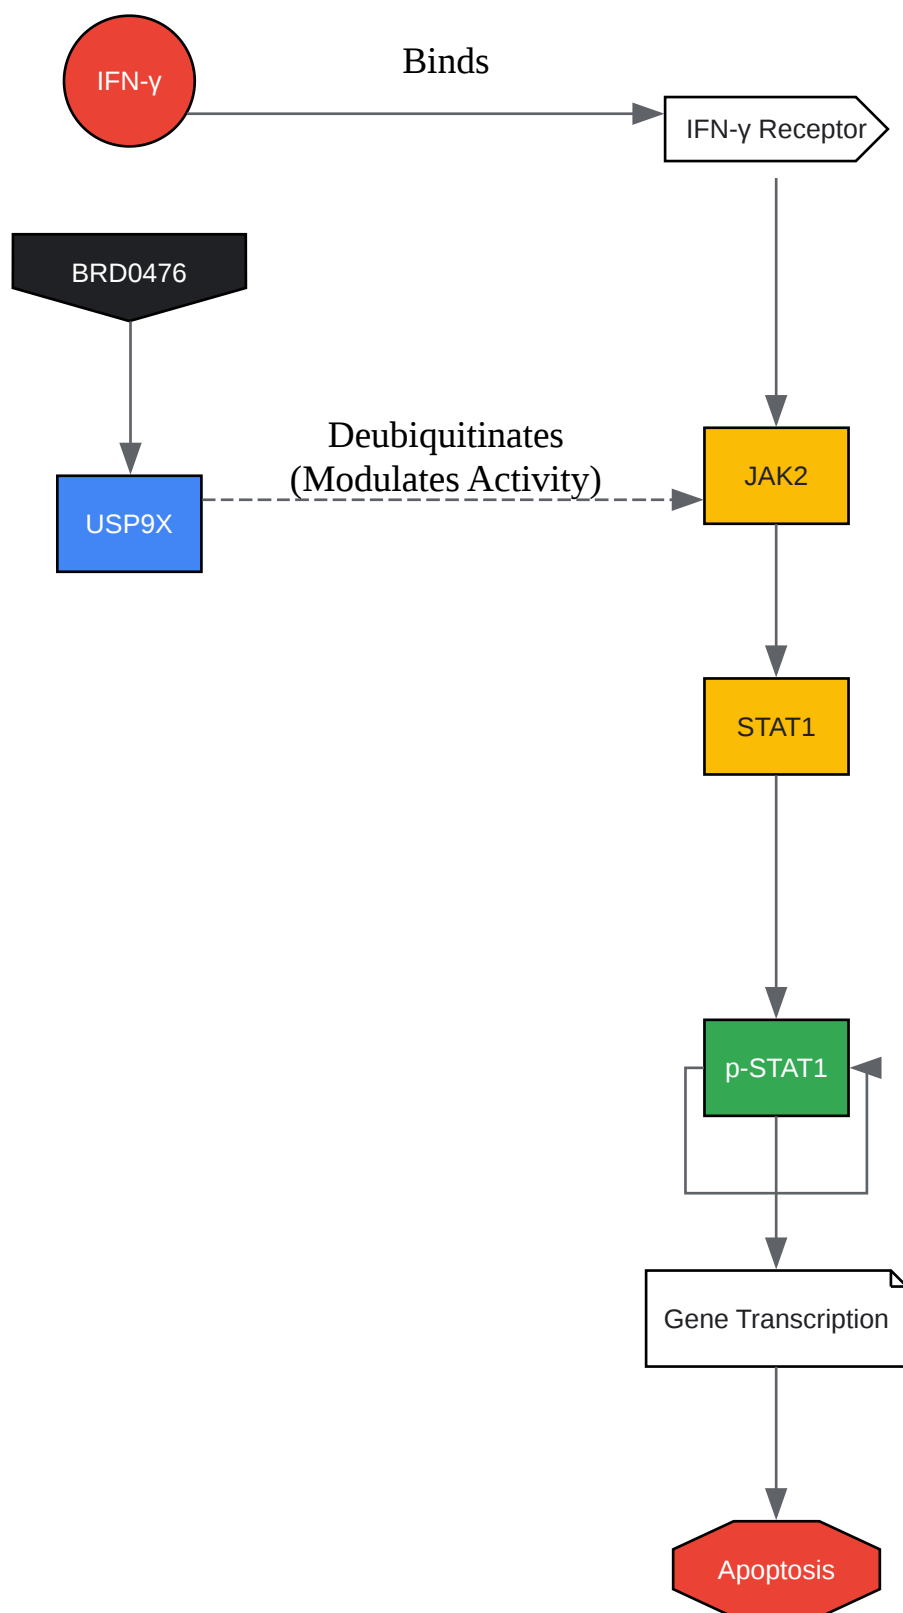 IFN-γ
Binds
IFN-γ Receptor
BRD0476
Deubiquitinates
(Modulates Activity)
JAK2
USP9X
STAT1
p-STAT1
Gene Transcription
Apoptosis